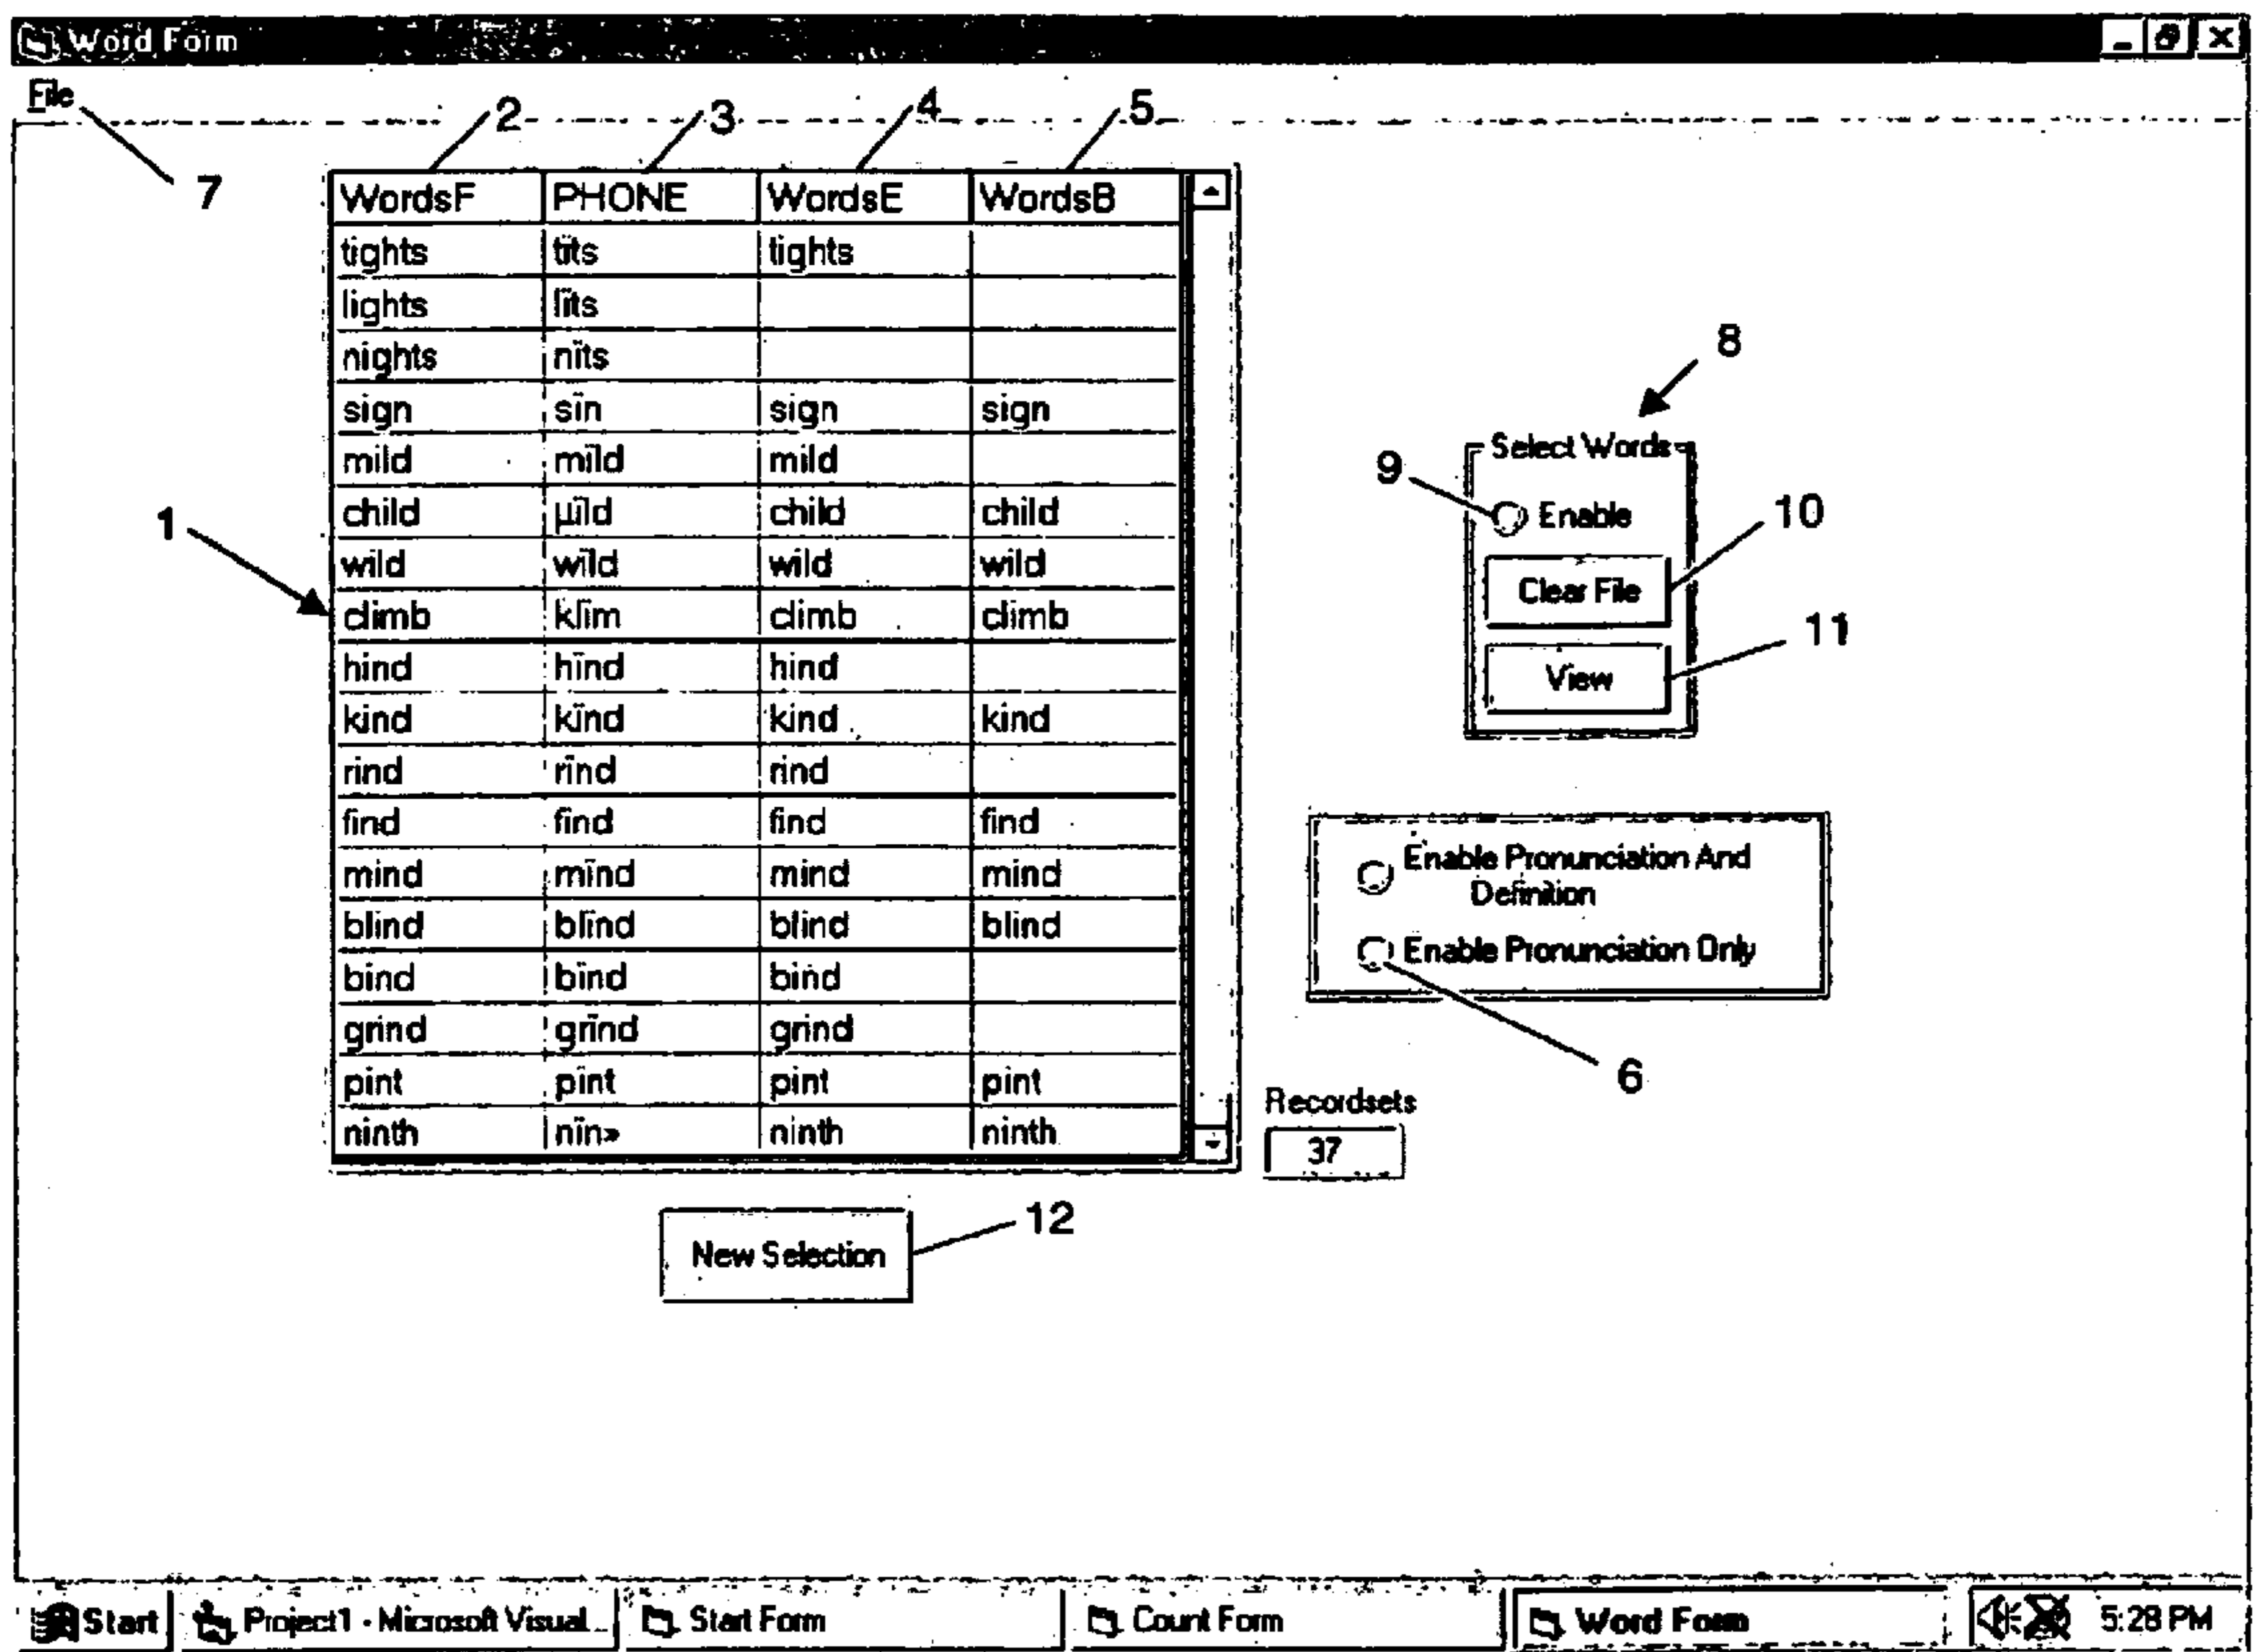 Word Form
File
2 3 4 5
7
WordsF PHONE WordsE WordsB
tights tīts tights
lights līts
nights nīts
sign sīn sign sign
mild mīld mild
child µīld child child
wild wīld wild wild
climb klīm climb climb
hind hīnd hind
kind kīnd kind kind
rind rīnd rind
find fīnd find find
mind mīnd mind mind
blind blīnd blind blind
bind bīnd bind
grind grīnd grind
pint pīnt pint pint
ninth nīn» ninth ninth
1
8
Select Words
9
Enable
10
Clear File
11
View
Enable Pronunciation And
Definition
Enable Pronunciation Only
6
Recordsets
37
New Selection
12
Start Project1 - Microsoft Visual... Start Form Count Form Word Form 5:28 PM